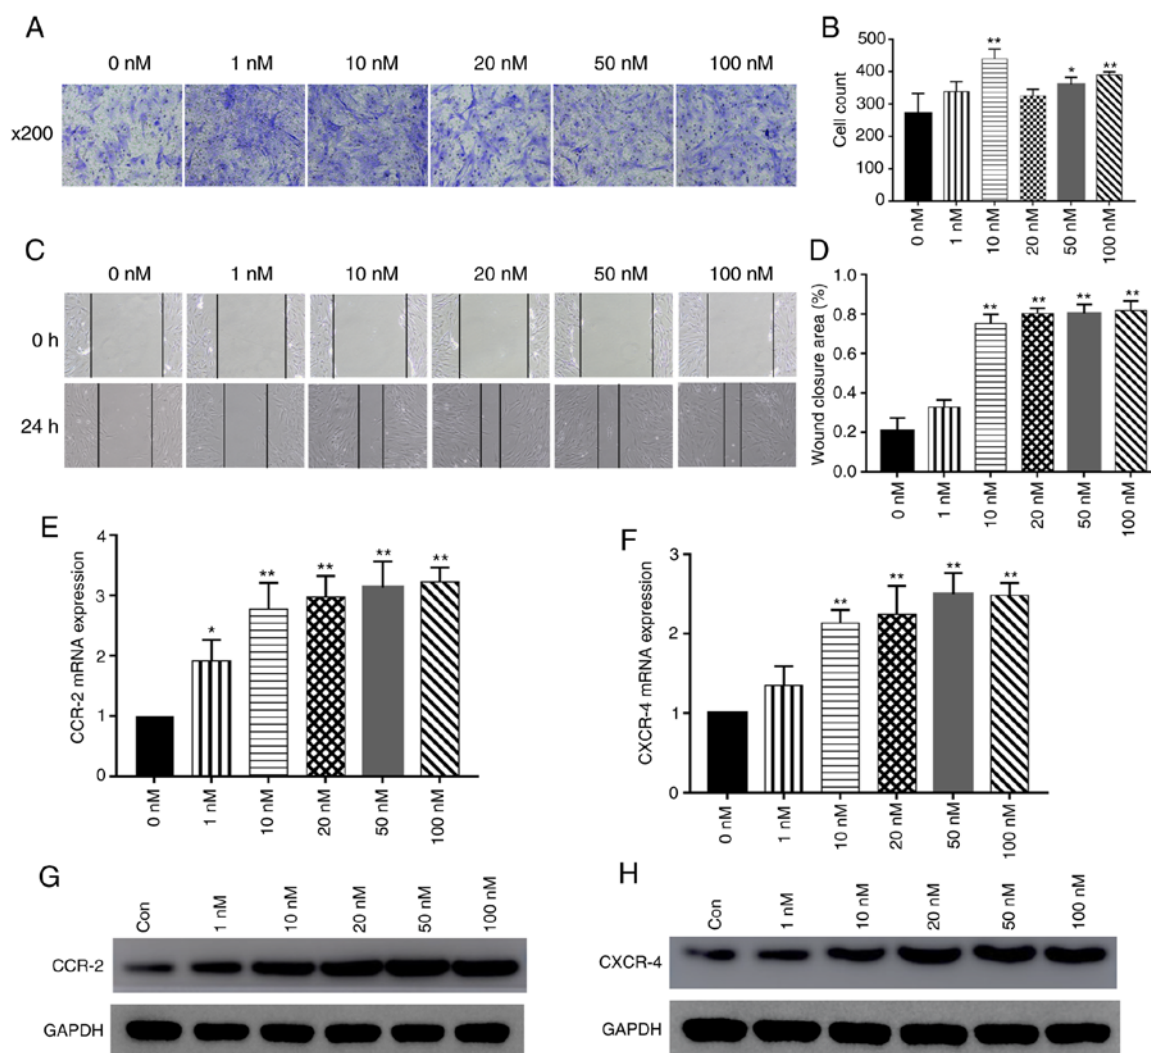 A
0 nM 1 nM 10 nM 20 nM 50 nM 100 nM
x200
B
Cell count
500
400
300
200
100
0
** * **
0 nM 1 nM 10 nM 20 nM 50 nM 100 nM
C
0 nM 1 nM 10 nM 20 nM 50 nM 100 nM
0 h
24 h
D
Wound closure area (%)
1.0
0.8
0.6
0.4
0.2
0.0
** ** ** **
0 nM 1 nM 10 nM 20 nM 50 nM 100 nM
E
CCR-2 mRNA expression
4
3
2
1
0
* ** ** ** **
0 nM 1 nM 10 nM 20 nM 50 nM 100 nM
F
CXCR-4 mRNA expression
3
2
1
0
** ** ** **
0 nM 1 nM 10 nM 20 nM 50 nM 100 nM
G
Con 1 nM 10 nM 20 nM 50 nM 100 nM
CCR-2
GAPDH
H
Con 1 nM 10 nM 20 nM 50 nM 100 nM
CXCR-4
GAPDH